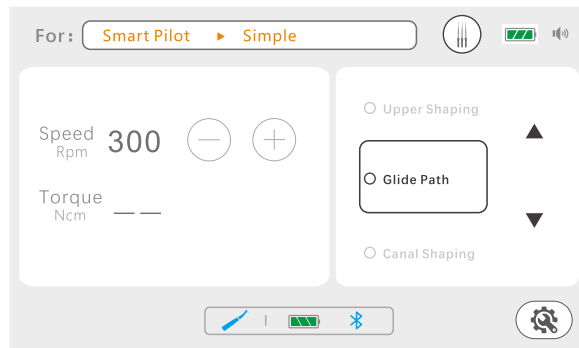 For: Smart Pilot ▶ Simple
Speed
Rpm
300
Torque
Ncm
— —
Upper Shaping
Glide Path
Canal Shaping